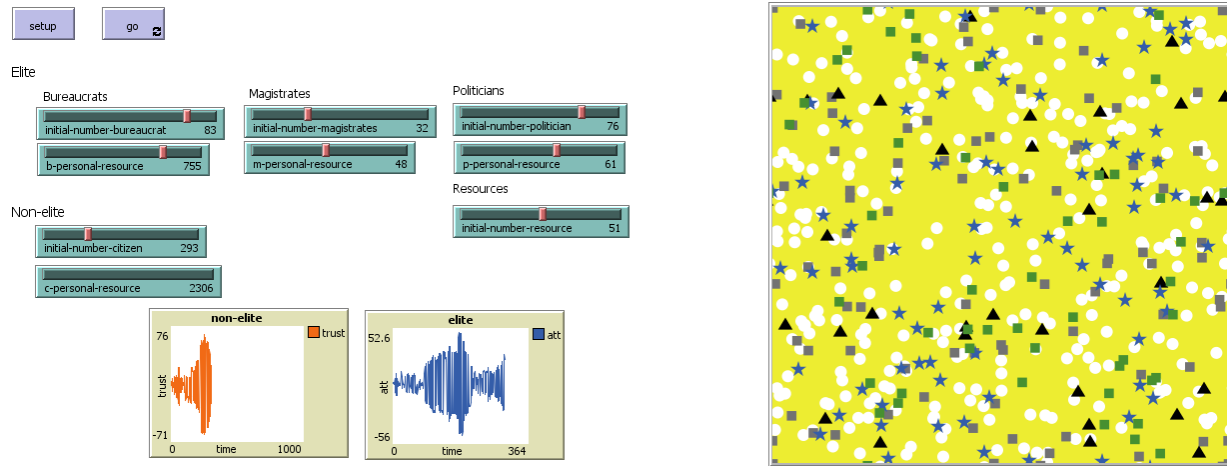 setup
go
Elite
Bureaucrats
Magistrates
Politicians
initial-number-bureaucrat 83
initial-number-magistrates 32
initial-number-politician 76
b-personal-resource 755
m-personal-resource 48
p-personal-resource 61
Resources
Non-elite
initial-number-resource 51
initial-number-citizen 293
c-personal-resource 2306
non-elite
76
trust
trust
-71
0
time
1000
elite
52.6
att
att
-56
0
time
364